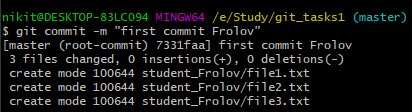 nikit@DESKTOP-83LC094 MINGW64 /e/Study/git_tasks1 (master)
$ git commit -m "first commit Frolov"
[master (root-commit) 7331faa] first commit Frolov
 3 files changed, 0 insertions(+), 0 deletions(-)
 create mode 100644 student_Frolov/file1.txt
 create mode 100644 student_Frolov/file2.txt
 create mode 100644 student_Frolov/file3.txt